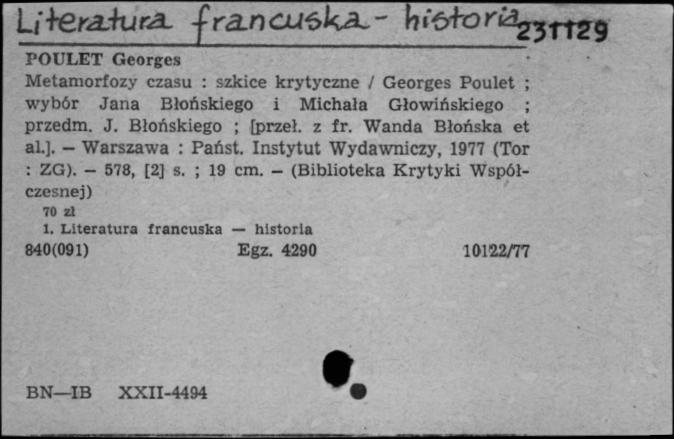 Literatura francuska - historia
231129
POULET Georges
Metamorfozy czasu : szkice krytyczne / Georges Poulet ;
wybór Jana Błońskiego i Michała Głowińskiego ;
przedm. J. Błońskiego ; [przeł. z fr. Wanda Błońska et
al.]. — Warszawa : Państ. Instytut Wydawniczy, 1977 (Tor
: ZG). — 578, [2] s. ; 19 cm. — (Biblioteka Krytyki Współ-
czesnej)
70 zł
1. Literatura francuska — historia
840(091) Egz. 4290 10122/77
BN—IB XXII-4494